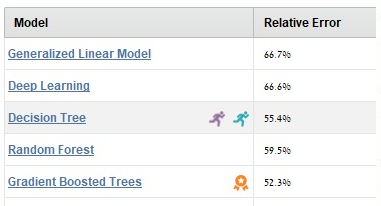 Model Relative Error
Generalized Linear Model 66.7%
Deep Learning 66.6%
Decision Tree 55.4%
Random Forest 59.5%
Gradient Boosted Trees 52.3%